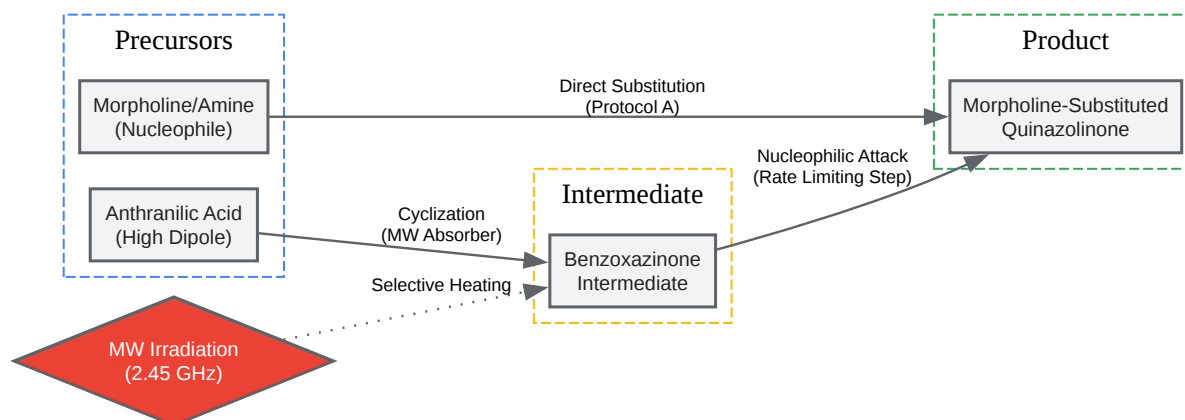 Precursors
Morpholine/Amine
(Nucleophile)
Anthranilic Acid
(High Dipole)
MW Irradiation
(2.45 GHz)
Direct Substitution
(Protocol A)
Cyclization
(MW Absorber)
Selective Heating
Intermediate
Benzoxazinone
Intermediate
Nucleophilic Attack
(Rate Limiting Step)
Product
Morpholine-Substituted
Quinazolinone